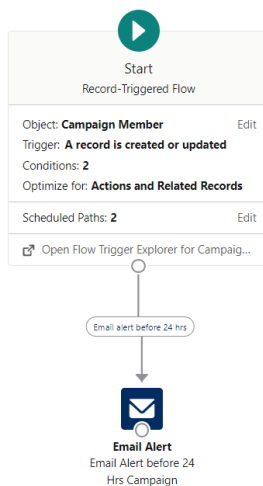 Start
Record-Triggered Flow
Object: Campaign Member Edit
Trigger: A record is created or updated
Conditions: 2
Optimize for: Actions and Related Records
Scheduled Paths: 2 Edit
Open Flow Trigger Explorer for Campaig...
Email alert before 24 hrs
Email Alert
Email Alert before 24
Hrs Campaign